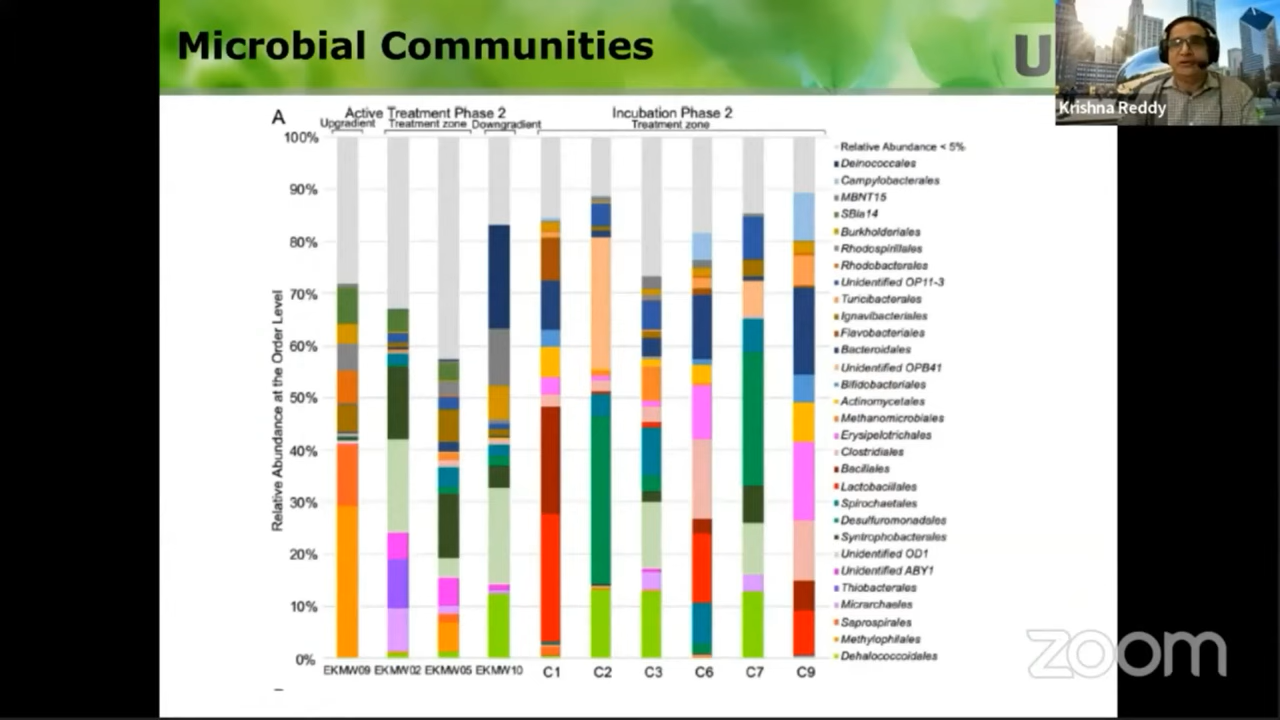 Microbial Communities
U
Krishna Reddy
A
Active Treatment Phase 2
Incubation Phase 2
Upgradient
Treatment zone
Downgradient
Treatment zone
Relative Abundance at the Order Level
100%
90%
80%
70%
60%
50%
40%
30%
20%
10%
0%
EKMW09 EKMW02 EKMW05 EKMW10 C1 C2 C3 C6 C7 C9
Relative Abundance < 5%
Deinococcales
Campylobacterales
MBNT15
SBla14
Burkholderiales
Rhodospirillales
Rhodobacterales
Unidentified OP11-3
Turicibacterales
Ignavibacteriales
Flavobacteriales
Bacteroidales
Unidentified OPB41
Bifidobacteriales
Actinomycetales
Methanomicrobiales
Erysipelotrichales
Clostridiales
Bacillales
Lactobacillales
Spirochaetales
Desulfuromonadales
Syntrophobacterales
Unidentified OD1
Unidentified ABY1
Thiobacterales
Micrarchaeles
Saprospirales
Methylophilales
Dehalococcoidales
zoom